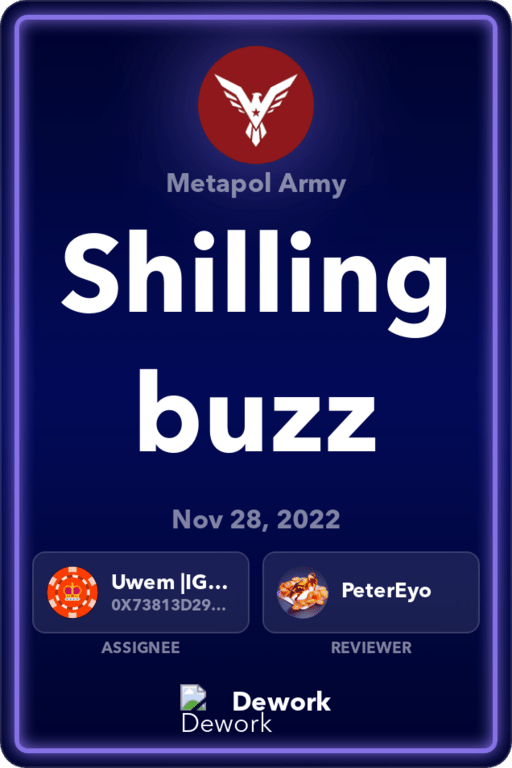 Metapol Army
Shilling
buzz
Nov 28, 2022
Uwem |IG...
0X73813D29...
PeterEyo
ASSIGNEE
REVIEWER
Dework
Dework